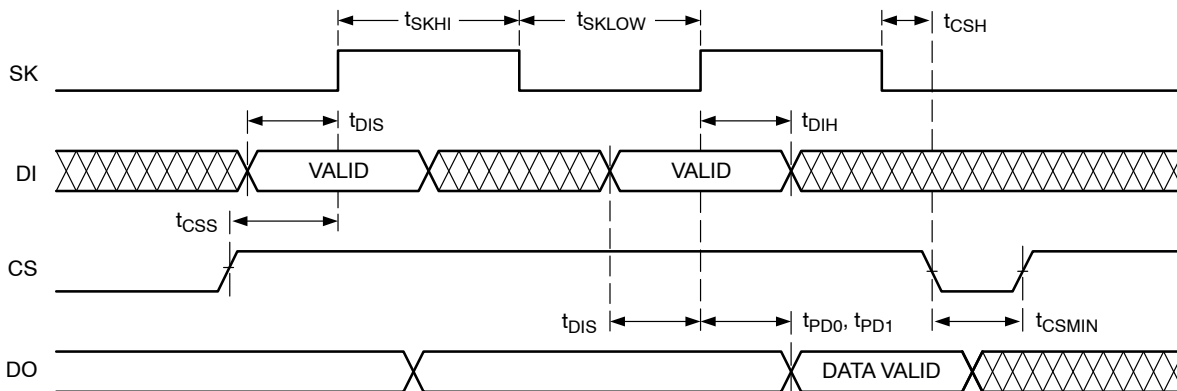 tSKHI
tSKLOW
tCSH
SK
tDIS
tDIH
DI
VALID
VALID
tCSS
CS
tDIS
tPD0, tPD1
tCSMIN
DO
DATA VALID